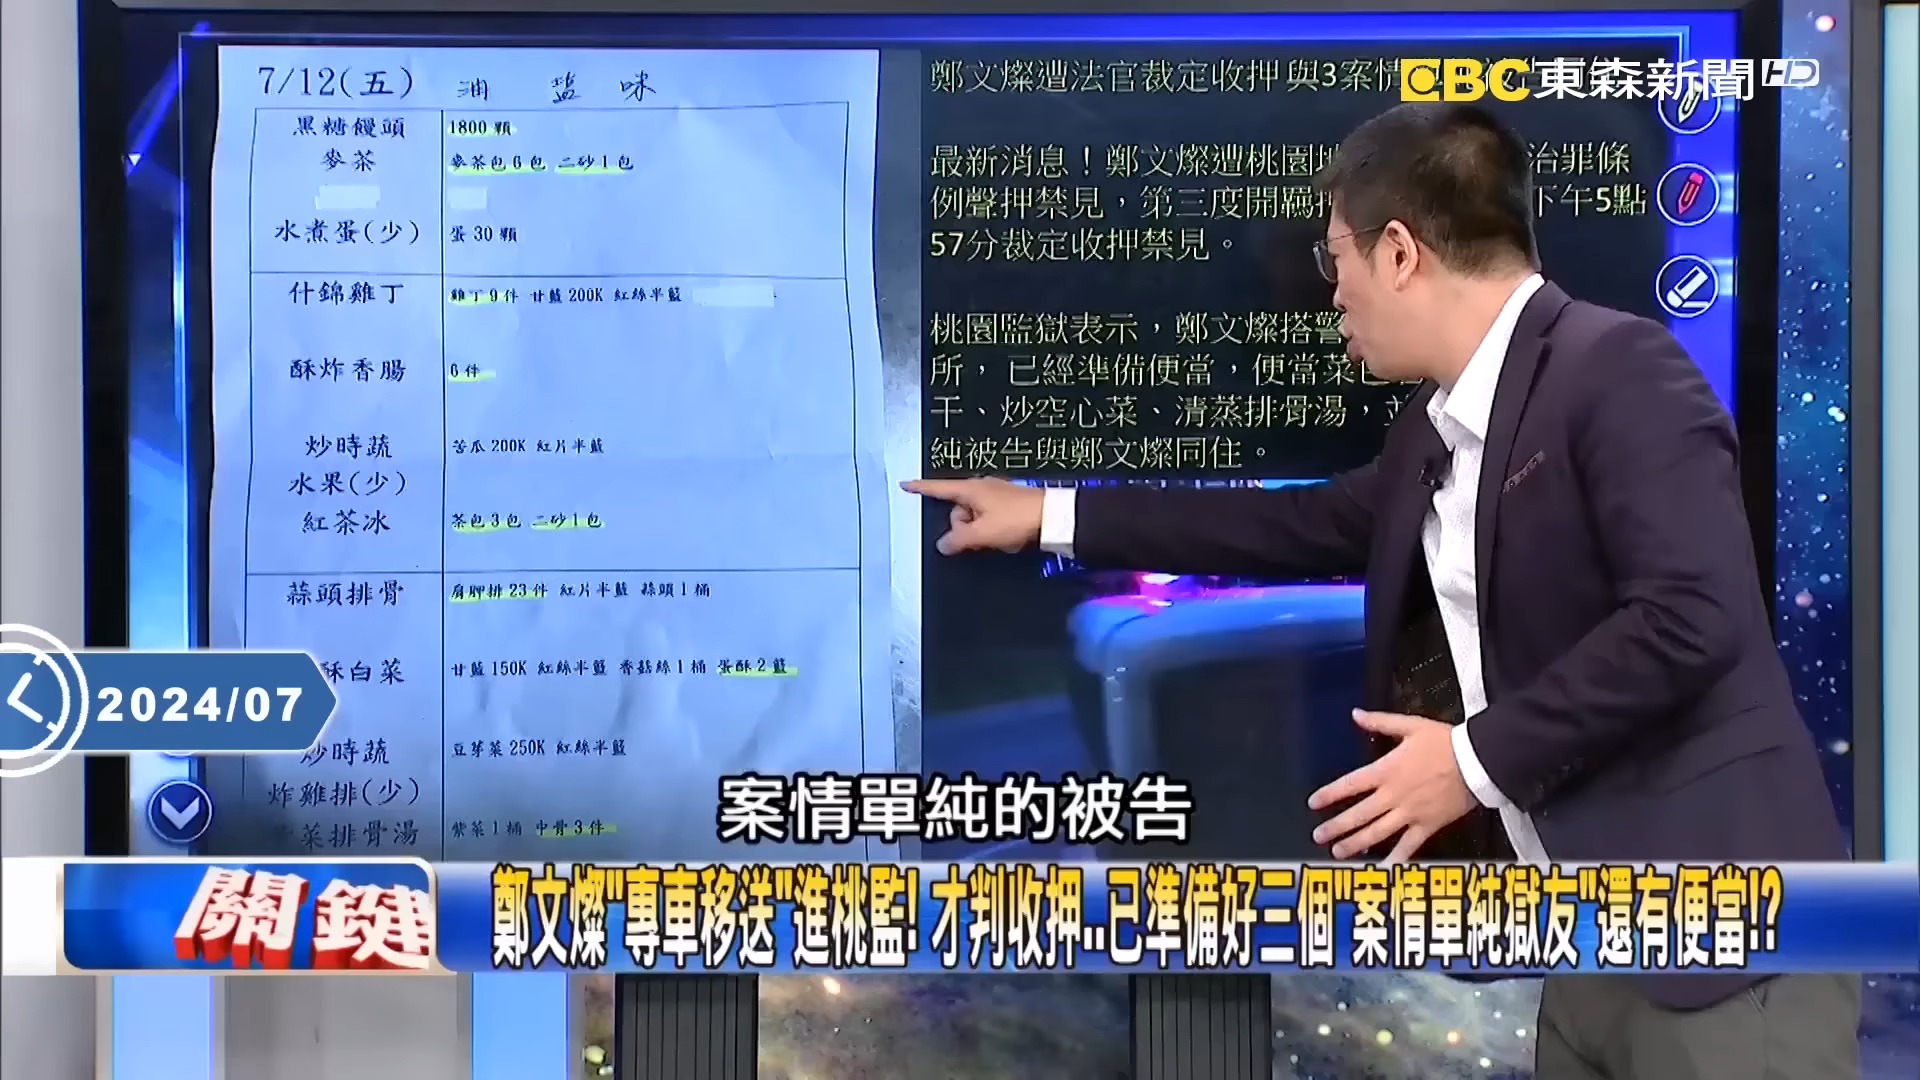 7/12(五) 油 鹽 咪
黑糖饅頭 1800 顆
麥茶 麥茶包 6 包 二砂 1 包
水煮蛋(少) 蛋 30 顆
什錦雞丁 雞丁 9 件 甘藍 200K 紅絲半籃
酥炸香腸 6 件
炒時蔬 苦瓜 200K 紅片半籃
水果(少)
紅茶冰 茶包 3 包 二砂 1 包
蒜頭排骨 肩胛排 23 件 紅片半籃 蒜頭 1 桶
酥白菜 甘藍 150K 紅絲半籃 香菇絲 1 桶 蛋酥 2 籃
炒時蔬 豆芽菜 250K 紅絲半籃
炸雞排(少)
菜排骨湯 紫菜 1 桶 中骨 3 件
鄭文燦遭法官裁定收押 與3案情
最新消息！鄭文燦遭桃園地 治罪條
例聲押禁見，第三度開羈押 下午5點
57分裁定收押禁見。
桃園監獄表示，鄭文燦搭警
所， 已經準備便當，便當菜色
干、炒空心菜、清蒸排骨湯，並
純被告與鄭文燦同住。
EBC東森新聞HD
2024/07
案情單純的被告
關鍵
鄭文燦"專車移送"進桃監! 才判收押..已準備好三個"案情單純獄友"還有便當!?